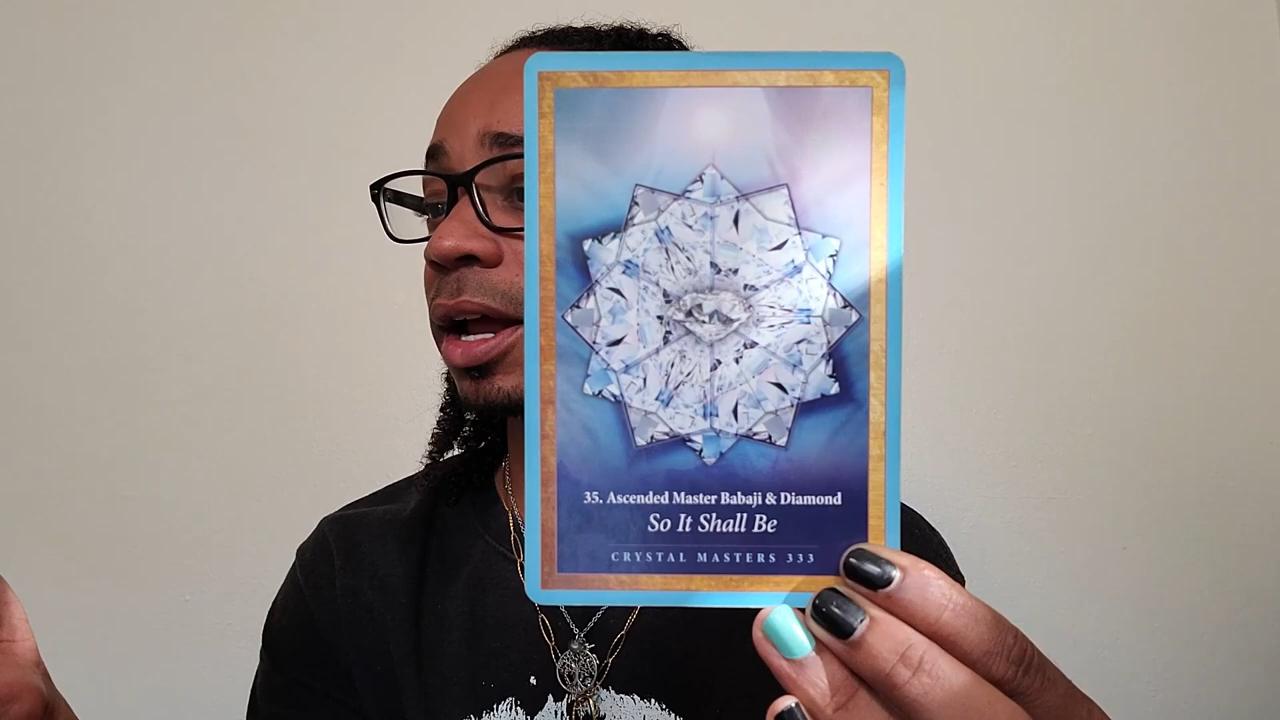 35. Ascended Master Babaji & Diamond
So It Shall Be
CRYSTAL MASTERS 333